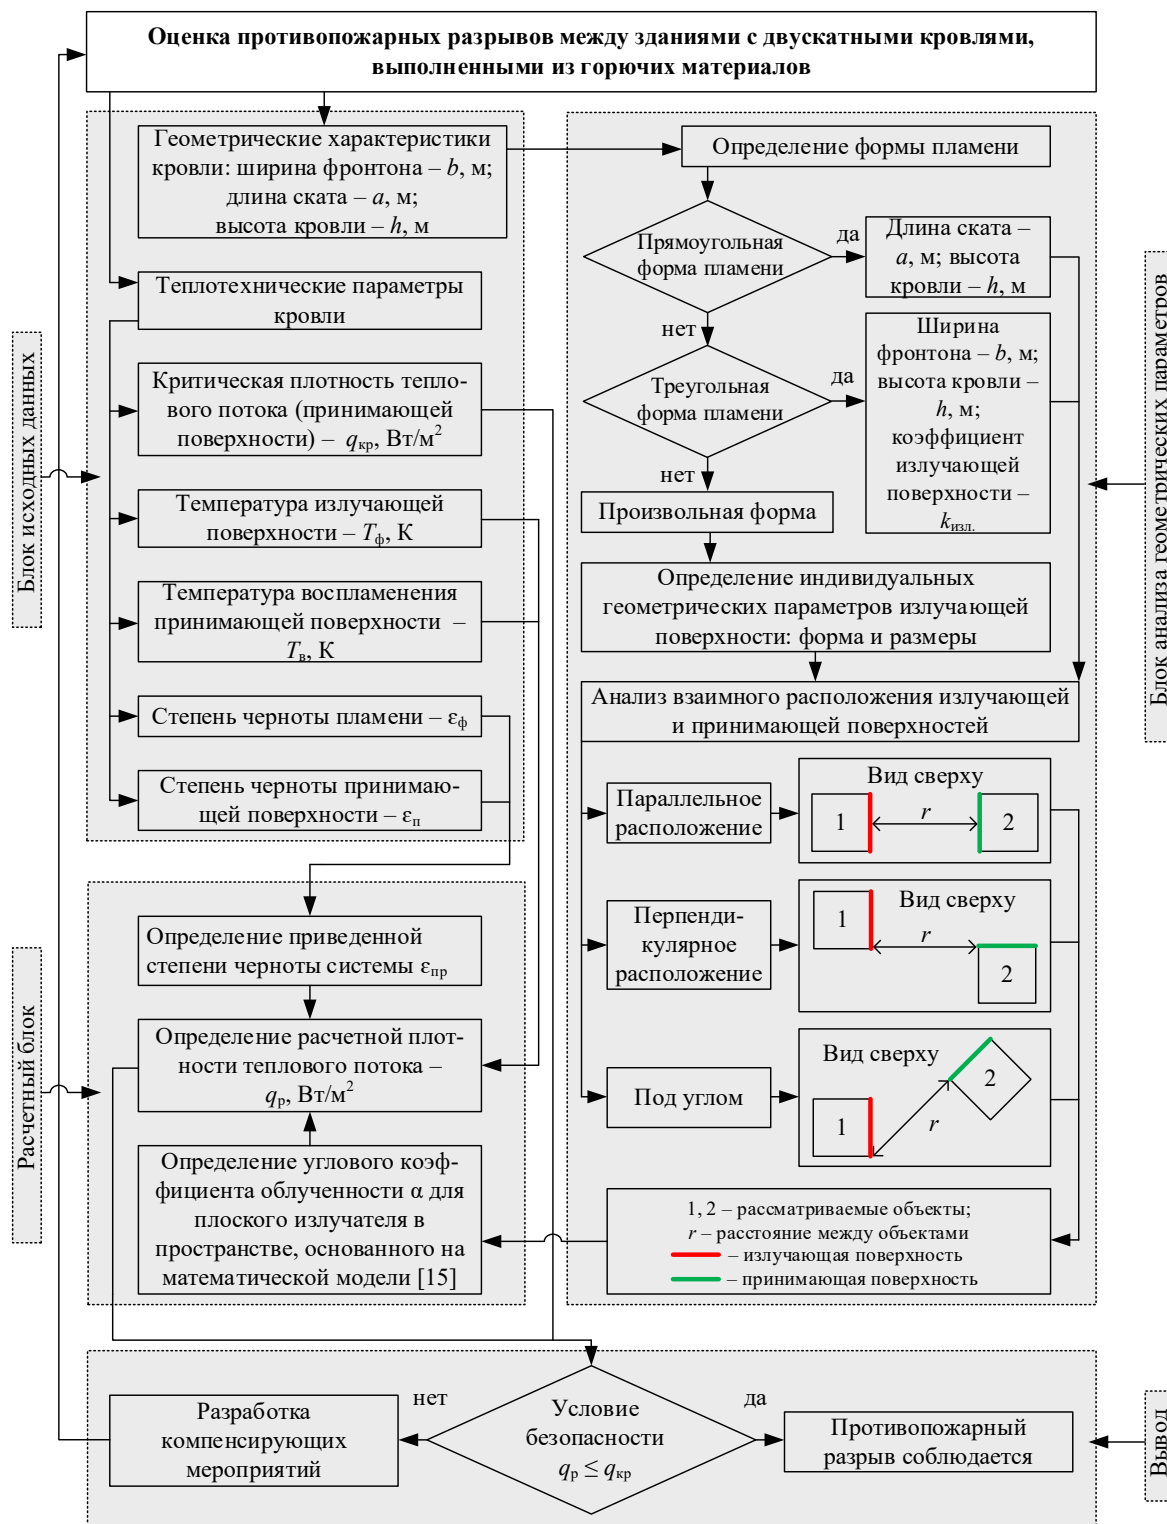 Оценка противопожарных разрывов между зданиями с двускатными кровлями,
выполненными из горючих материалов
Блок исходных данных
Геометрические характеристики
кровли: ширина фронтона – b, м;
длина ската – a, м;
высота кровли – h, м
Теплотехнические параметры
кровли
Критическая плотность тепло-
вого потока (принимающей
поверхности) – qкр, Вт/м²
Температура излучающей
поверхности – Tф, К
Температура воспламенения
принимающей поверхности –
Tв, К
Степень черноты пламени – εф
Степень черноты принимаю-
щей поверхности – εп
Блок анализа геометрических параметров
Определение формы пламени
Прямоугольная
форма пламени
да
Длина ската –
a, м; высота
кровли – h, м
нет
Треугольная
форма пламени
да
Ширина
фронтона – b, м;
высота кровли –
h, м;
коэффициент
излучающей
поверхности –
kизл.
нет
Произвольная форма
Определение индивидуальных
геометрических параметров излучающей
поверхности: форма и размеры
Анализ взаимного расположения излучающей
и принимающей поверхностей
Параллельное
расположение
Вид сверху
1
r
2
Перпенди-
кулярное
расположение
Вид сверху
1
r
2
Под углом
Вид сверху
1
r
2
1, 2 – рассматриваемые объекты;
r – расстояние между объектами
– излучающая поверхность
– принимающая поверхность
Расчетный блок
Определение приведенной
степени черноты системы εпр
Определение расчетной плот-
ности теплового потока –
qр, Вт/м²
Определение углового коэф-
фициента облученности α для
плоского излучателя в
пространстве, основанного на
математической модели [15]
Вывод
Условие
безопасности
qр ≤ qкр
нет
Разработка
компенсирующих
мероприятий
да
Противопожарный
разрыв соблюдается